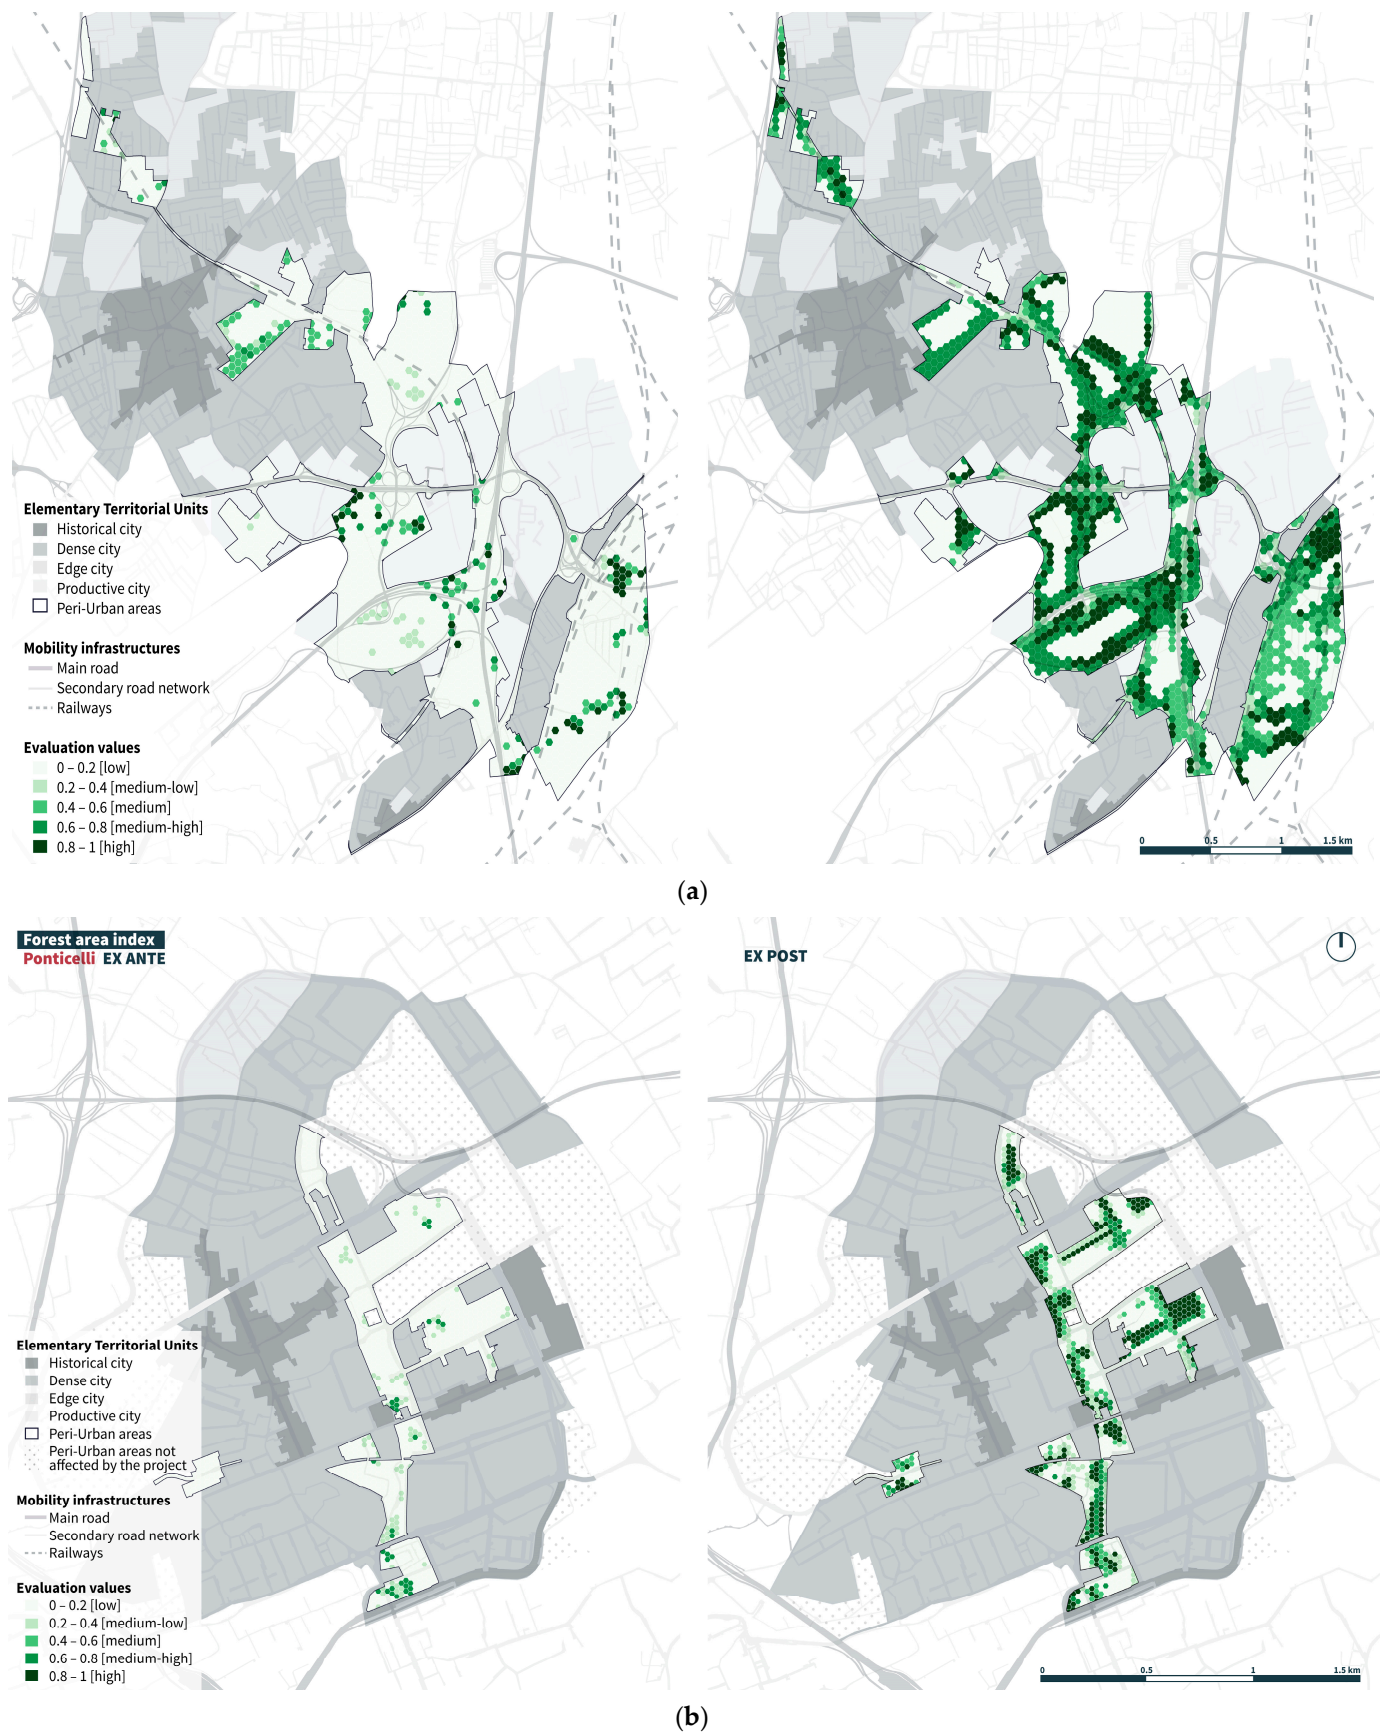 Elementary Territorial Units
Historical city
Dense city
Edge city
Productive city
Peri-Urban areas
Mobility infrastructures
Main road
Secondary road network
Railways
Evaluation values
0 – 0.2 [low]
0.2 – 0.4 [medium-low]
0.4 – 0.6 [medium]
0.6 – 0.8 [medium-high]
0.8 – 1 [high]
0 0.5 1 1.5 km
(a)
Forest area index
Ponticelli EX ANTE
EX POST
Elementary Territorial Units
Historical city
Dense city
Edge city
Productive city
Peri-Urban areas
Peri-Urban areas not
affected by the project
Mobility infrastructures
Main road
Secondary road network
Railways
Evaluation values
0 – 0.2 [low]
0.2 – 0.4 [medium-low]
0.4 – 0.6 [medium]
0.6 – 0.8 [medium-high]
0.8 – 1 [high]
0 0.5 1 1.5 km
(b)